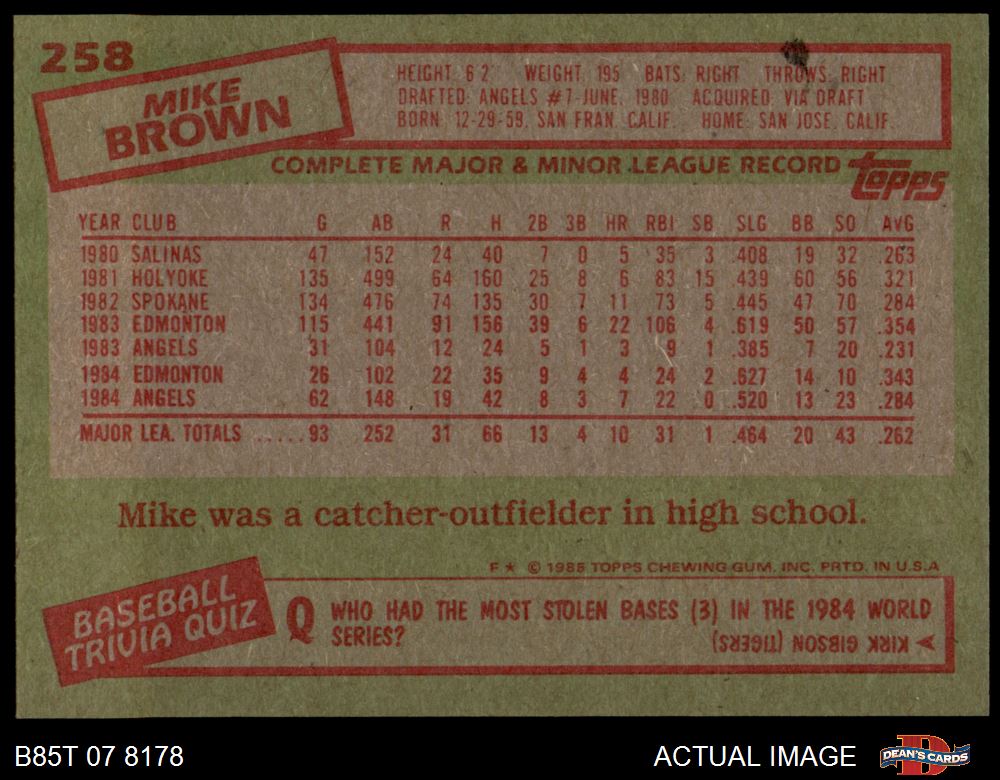 258
MIKE
BROWN
HEIGHT: 6'2" WEIGHT: 195 BATS: RIGHT THROWS: RIGHT
DRAFTED: ANGELS #7-JUNE, 1980 ACQUIRED: VIA DRAFT
BORN: 12-29-59, SAN FRAN, CALIF. HOME: SAN JOSE, CALIF.
COMPLETE MAJOR & MINOR LEAGUE RECORD
topps
YEAR CLUB G AB R H 2B 3B HR RBI SB SLG BB SO AVG
1980 SALINAS 47 152 24 40 7 0 5 35 3 .408 19 32 .263
1981 HOLYOKE 135 499 64 160 25 8 6 83 15 .439 60 56 .321
1982 SPOKANE 134 476 74 135 30 7 11 73 5 .445 47 70 .284
1983 EDMONTON 115 441 91 156 39 6 22 106 4 .619 50 57 .354
1983 ANGELS 31 104 12 24 5 1 3 9 1 .385 7 20 .231
1984 EDMONTON 26 102 22 35 9 4 4 24 2 .627 14 10 .343
1984 ANGELS 62 148 19 42 8 3 7 22 0 .520 13 23 .284
MAJOR LEA. TOTALS ..... 93 252 31 66 13 4 10 31 1 .464 20 43 .262
Mike was a catcher-outfielder in high school.
F★ © 1985 TOPPS CHEWING GUM, INC. PRTD. IN U.S.A
BASEBALL
TRIVIA QUIZ
Q WHO HAD THE MOST STOLEN BASES (3) IN THE 1984 WORLD
SERIES?
KIRK GIBSON (TIGERS)
B85T 07 8178
ACTUAL IMAGE
D
DEAN'S CARDS